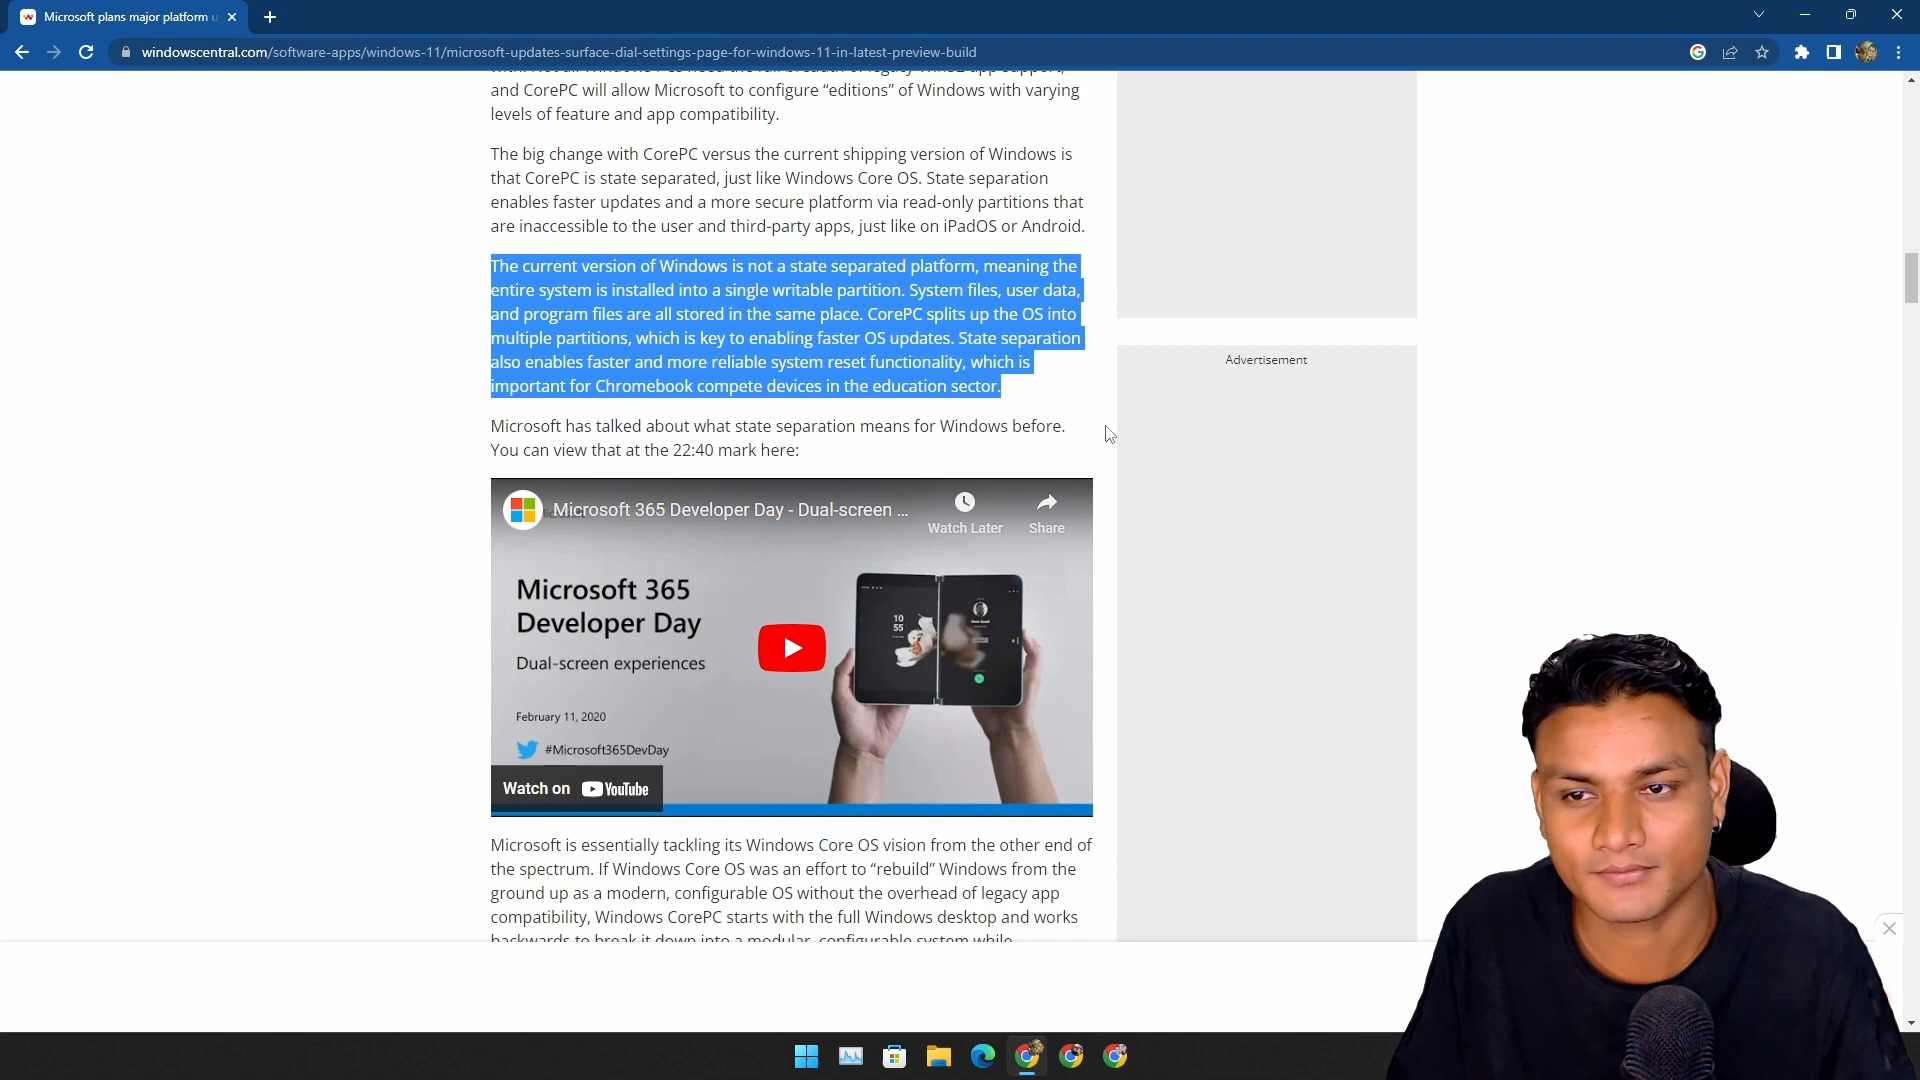 Microsoft plans major platform u
windowscentral.com/software-apps/windows-11/microsoft-updates-surface-dial-settings-page-for-windows-11-in-latest-preview-build
and CorePC will allow Microsoft to configure “editions” of Windows with varying
levels of feature and app compatibility.
The big change with CorePC versus the current shipping version of Windows is
that CorePC is state separated, just like Windows Core OS. State separation
enables faster updates and a more secure platform via read-only partitions that
are inaccessible to the user and third-party apps, just like on iPadOS or Android.
The current version of Windows is not a state separated platform, meaning the
entire system is installed into a single writable partition. System files, user data,
and program files are all stored in the same place. CorePC splits up the OS into
multiple partitions, which is key to enabling faster OS updates. State separation
also enables faster and more reliable system reset functionality, which is
important for Chromebook compete devices in the education sector.
Advertisement
Microsoft has talked about what state separation means for Windows before.
You can view that at the 22:40 mark here:
Microsoft 365 Developer Day - Dual-screen ...
Watch Later
Share
Microsoft 365
Developer Day
Dual-screen experiences
10
55
February 11, 2020
#Microsoft365DevDay
Watch on YouTube
Microsoft is essentially tackling its Windows Core OS vision from the other end of
the spectrum. If Windows Core OS was an effort to “rebuild” Windows from the
ground up as a modern, configurable OS without the overhead of legacy app
compatibility, Windows CorePC starts with the full Windows desktop and works
backwards to break it down into a modular, configurable system while